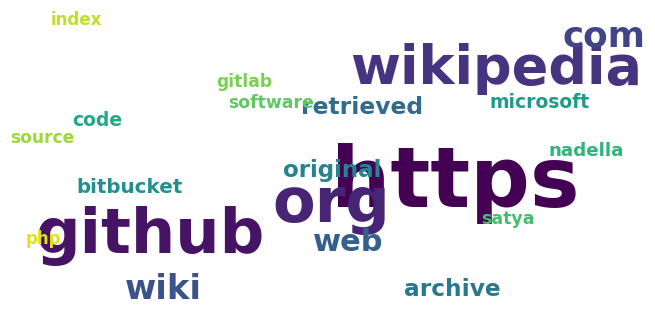 index
com
wikipedia
gitlab
software
retrieved
microsoft
code
source
nadella
original
https
bitbucket
org
satya
github
php
web
wiki
archive